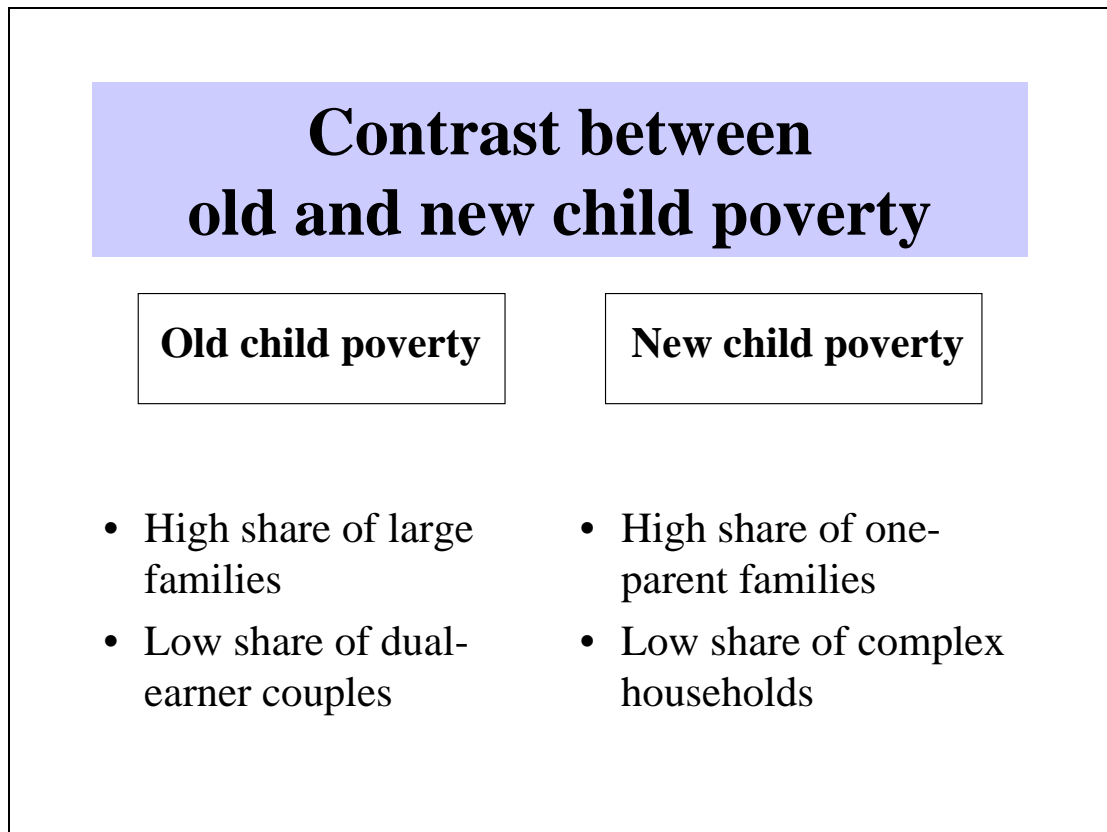 Contrast between
old and new child poverty
Old child poverty
New child poverty
• High share of large
families
• Low share of dual-
earner couples
• High share of one-
parent families
• Low share of complex
households